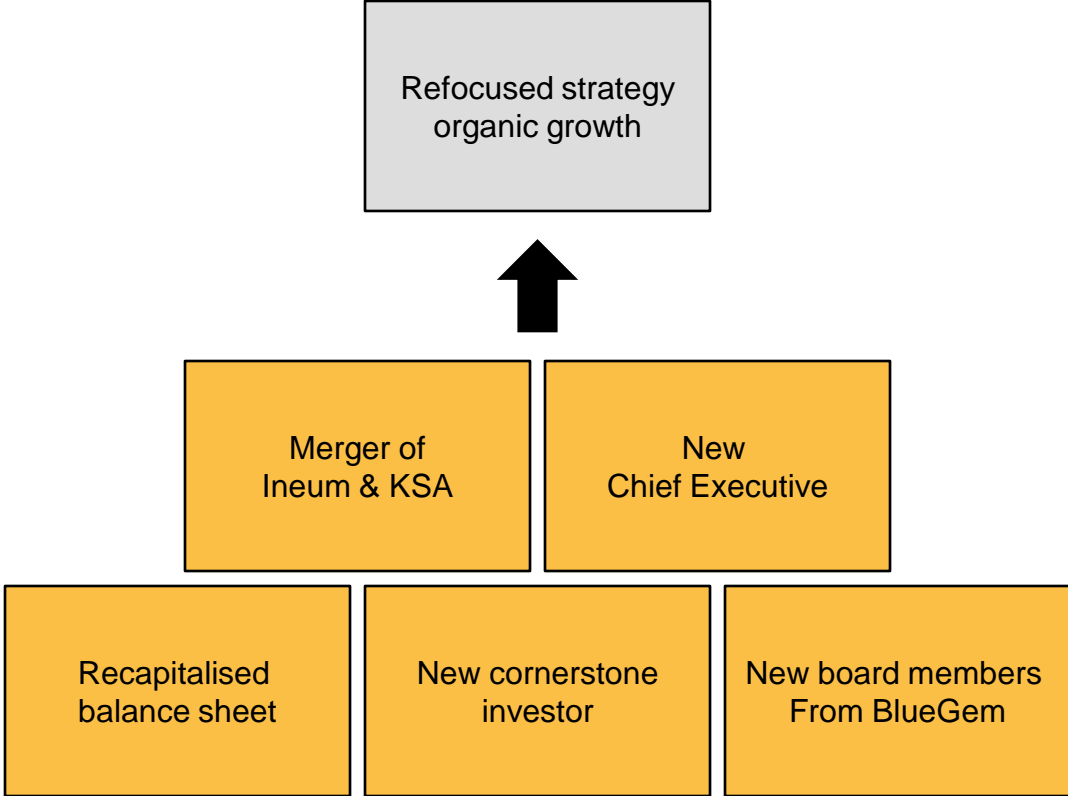 Refocused strategy
organic growth
Merger of
Ineum & KSA
New
Chief Executive
Recapitalised
balance sheet
New cornerstone
investor
New board members
From BlueGem